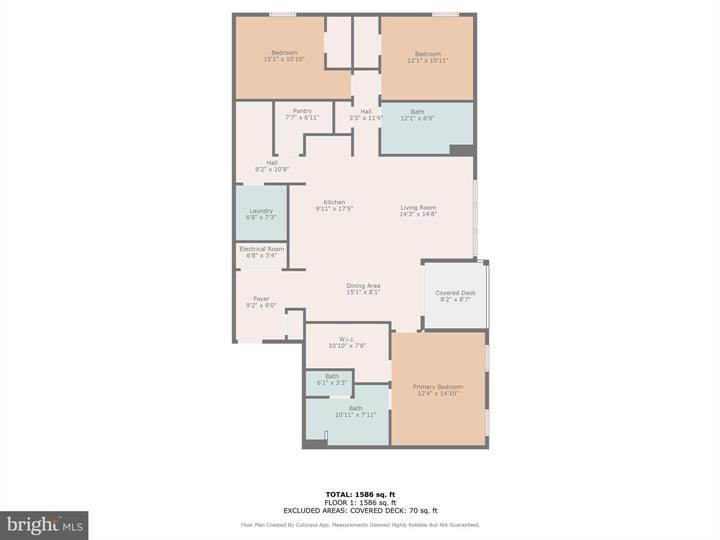 Bedroom
15'1" × 10'10"
Bedroom
12'1" × 10'11"
Pantry
7'7" × 6'11"
Hall
3'3" × 11'4"
Bath
12'1" × 6'9"
Hall
9'2" × 10'8"
Kitchen
9'11" × 17'5"
Living Room
14'3" × 14'8"
Laundry
6'8" × 7'3"
Electrical Room
6'8" × 3'4"
Dining Area
15'1" × 8'1"
Covered Deck
8'2" × 8'7"
Foyer
9'2" × 9'0"
W.i.c.
10'10" × 7'8"
Bath
6'1" × 3'3"
Primary Bedroom
12'4" × 14'10"
Bath
10'11" × 7'11"
TOTAL: 1586 sq. ft
FLOOR 1: 1586 sq. ft
EXCLUDED AREAS: COVERED DECK: 70 sq. ft
Floor Plan Created By Cubicasa App. Measurements Deemed Highly Reliable But Not Guaranteed.
bright MLS